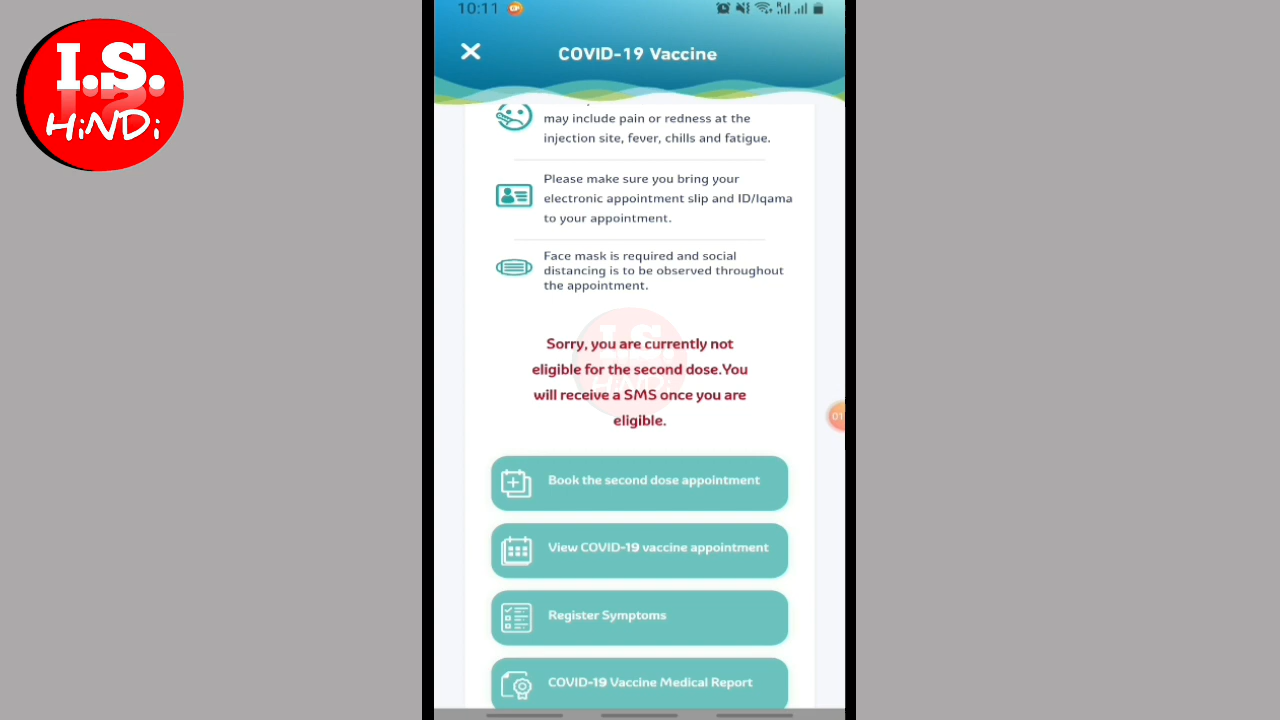 I.S.
HiNDi
10:11
CP
COVID-19 Vaccine
may include pain or redness at the
injection site, fever, chills and fatigue.
Please make sure you bring your
electronic appointment slip and ID/Iqama
to your appointment.
Face mask is required and social
distancing is to be observed throughout
the appointment.
I.S.
HiNDi
Sorry, you are currently not
eligible for the second dose.You
will receive a SMS once you are
eligible.
01
Book the second dose appointment
View COVID-19 vaccine appointment
Register Symptoms
COVID-19 Vaccine Medical Report